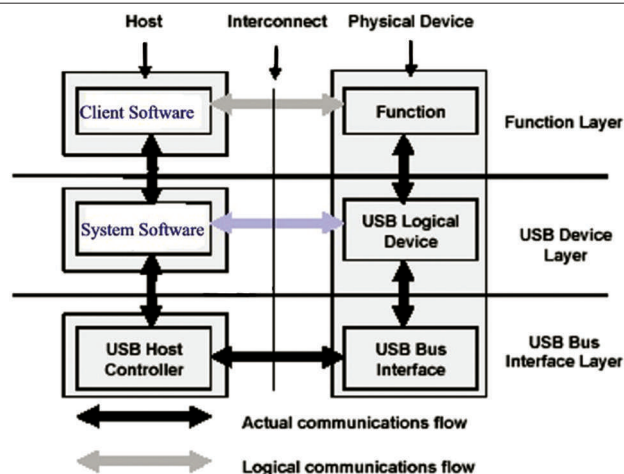 Host Interconnect Physical Device
Client Software
Function
Function Layer
System Software
USB Logical
Device
USB Device
Layer
USB Host
Controller
USB Bus
Interface
USB Bus
Interface Layer
Actual communications flow
Logical communications flow